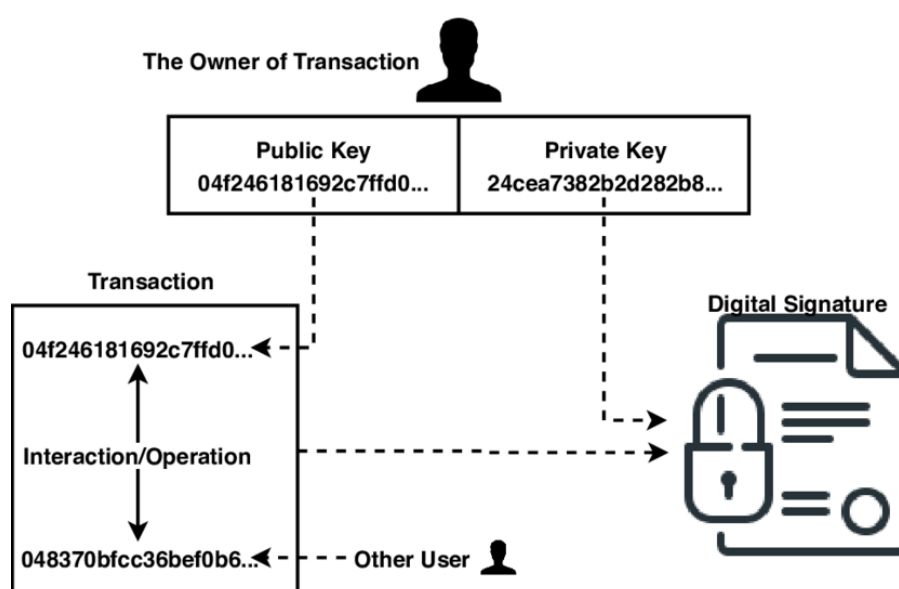 The Owner of Transaction
Public Key
04f246181692c7ffd0...
Private Key
24cea7382b2d282b8...
Transaction
04f246181692c7ffd0...
Interaction/Operation
048370bfcc36bef0b6...
Other User
Digital Signature